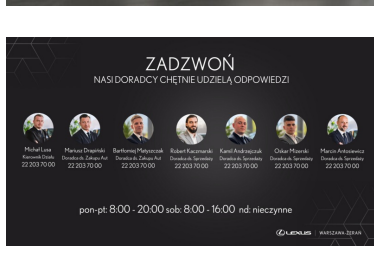 ZADZWOŃ
NASI DORADCY CHĘTNIE UDZIELĄ ODPOWIEDZI
Michał Lusa
Kierownik Działu
22 203 70 00
Mariusz Drapiński
Doradca ds. Zakupu Aut
22 203 70 00
Bartłomiej Matyszczak
Doradca ds. Zakupu Aut
22 203 70 00
Robert Kaczmarski
Doradca ds. Sprzedaży
22 203 70 00
Kamil Andrzejczuk
Doradca ds. Sprzedaży
22 203 70 00
Oskar Mizerski
Doradca ds. Sprzedaży
22 203 70 00
Marcin Antosiewicz
Doradca ds. Sprzedaży
22 203 70 00
pon-pt: 8:00 - 20:00 sob: 8:00 - 16:00 nd: nieczynne
LEXUS | WARSZAWA-ŻERAŃ